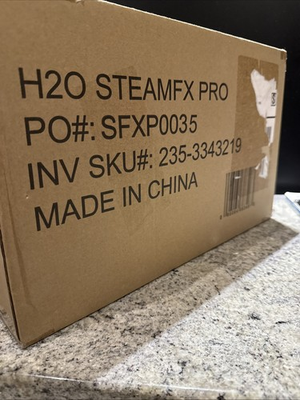 H2O STEAMFX PRO
PO#: SFXP0035
INV SKU#: 235-3343219
MADE IN CHINA